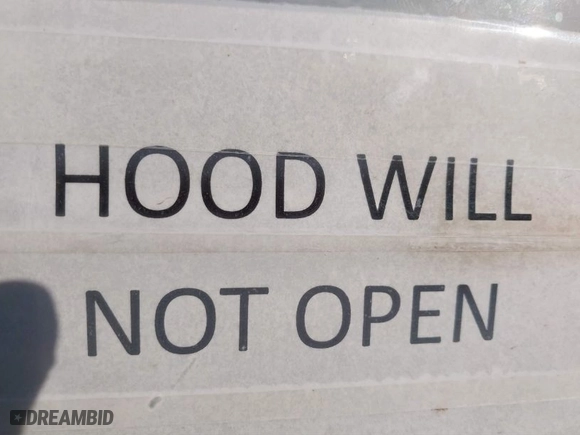 HOOD WILL
NOT OPEN
DREAMBID